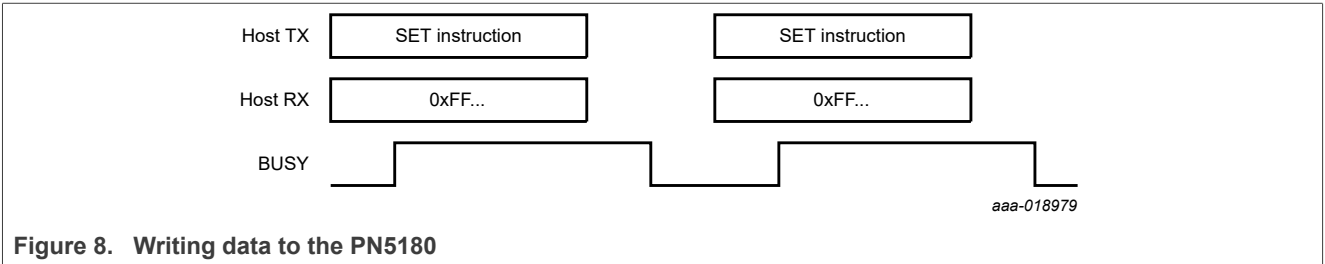 Host TX SET instruction SET instruction
Host RX 0xFF... 0xFF...
BUSY
aaa-018979
Figure 8. Writing data to the PN5180